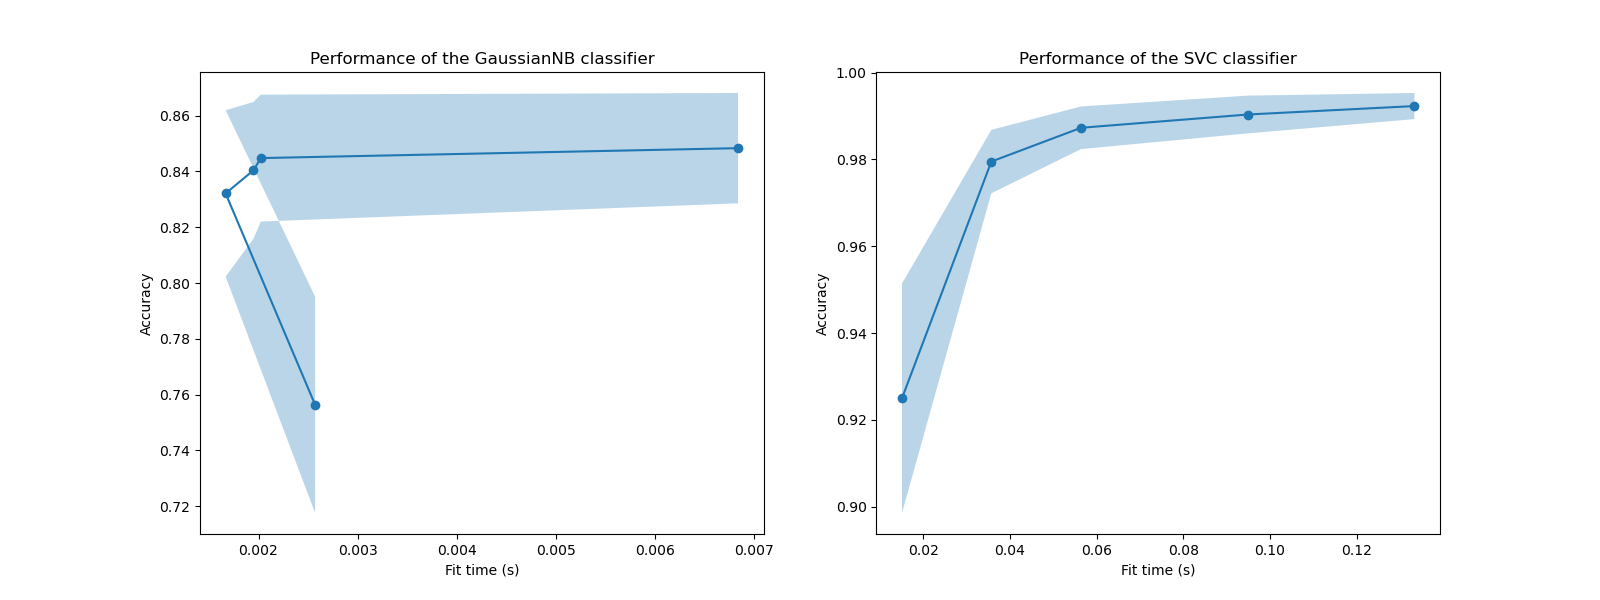 Performance of the GaussianNB classifier
0.86
0.84
0.82
0.80
0.78
0.76
0.74
0.72
Accuracy
0.002 0.003 0.004 0.005 0.006 0.007
Fit time (s)
Performance of the SVC classifier
1.00
0.98
0.96
0.94
0.92
0.90
Accuracy
0.02 0.04 0.06 0.08 0.10 0.12
Fit time (s)